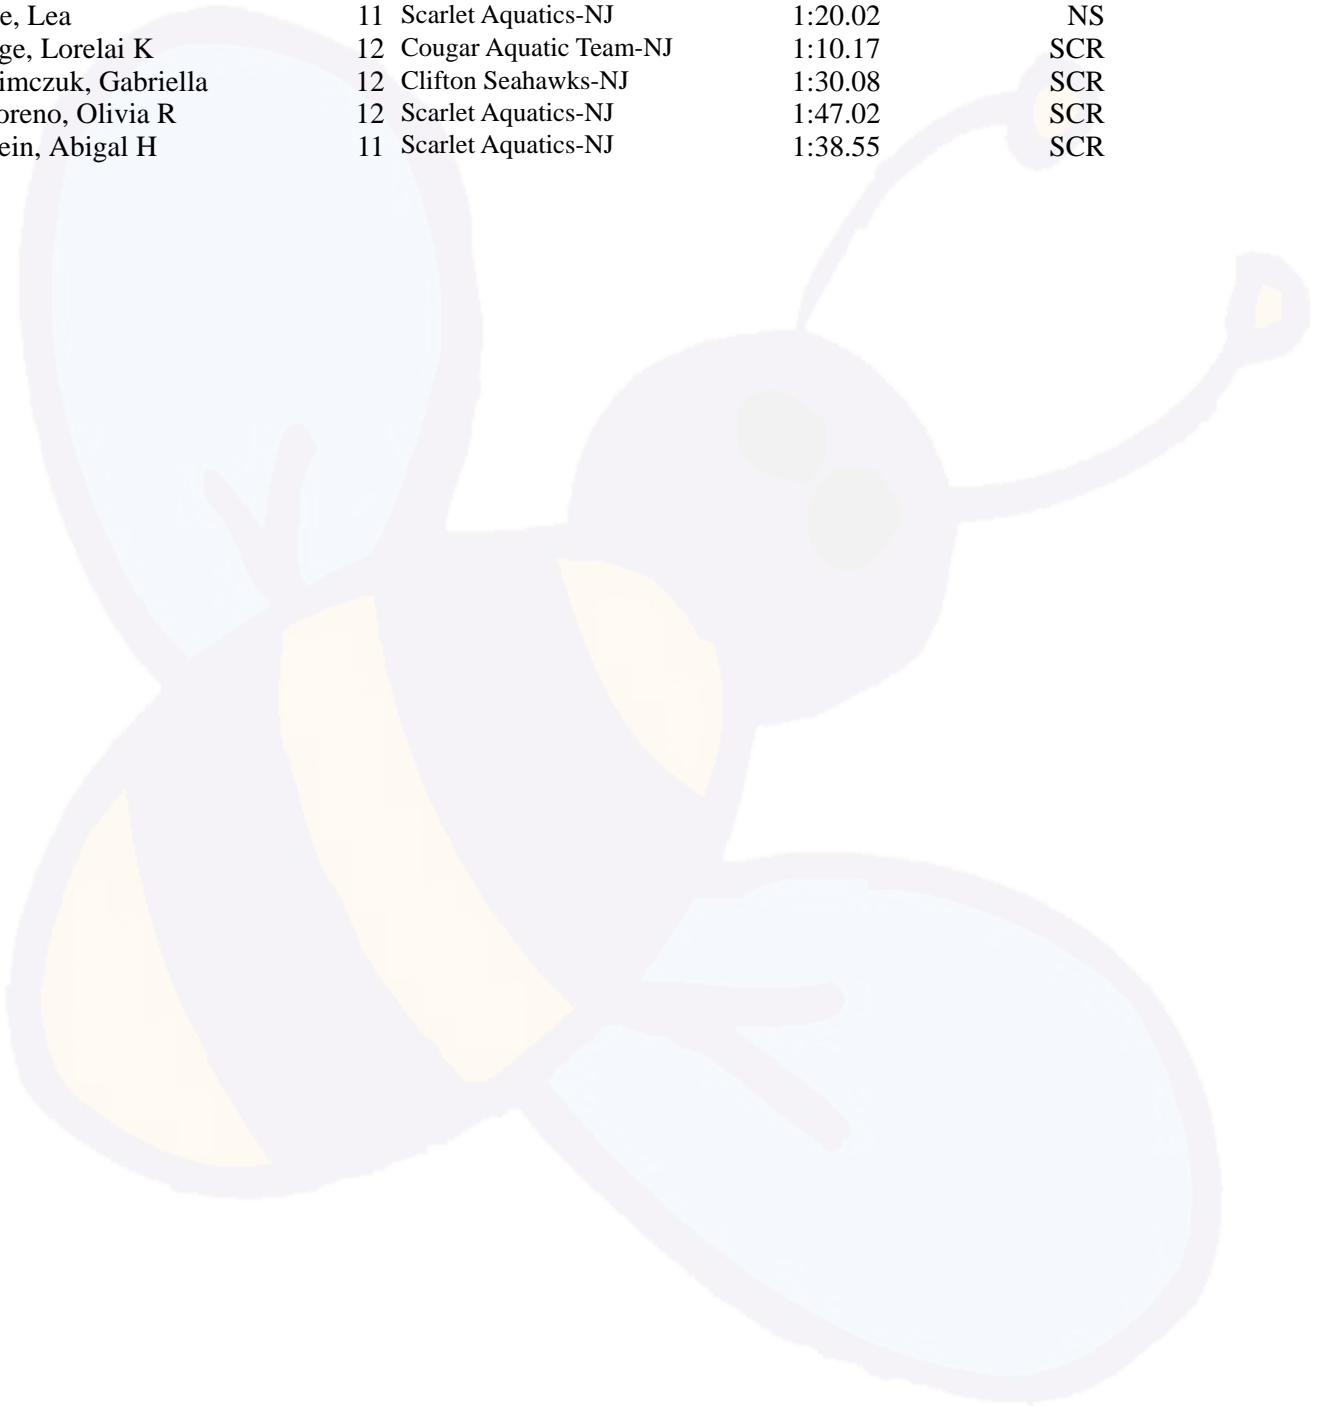 e, Lea 11 Scarlet Aquatics-NJ 1:20.02 NS
ge, Lorelai K 12 Cougar Aquatic Team-NJ 1:10.17 SCR
imczuk, Gabriella 12 Clifton Seahawks-NJ 1:30.08 SCR
oreno, Olivia R 12 Scarlet Aquatics-NJ 1:47.02 SCR
ein, Abigal H 11 Scarlet Aquatics-NJ 1:38.55 SCR